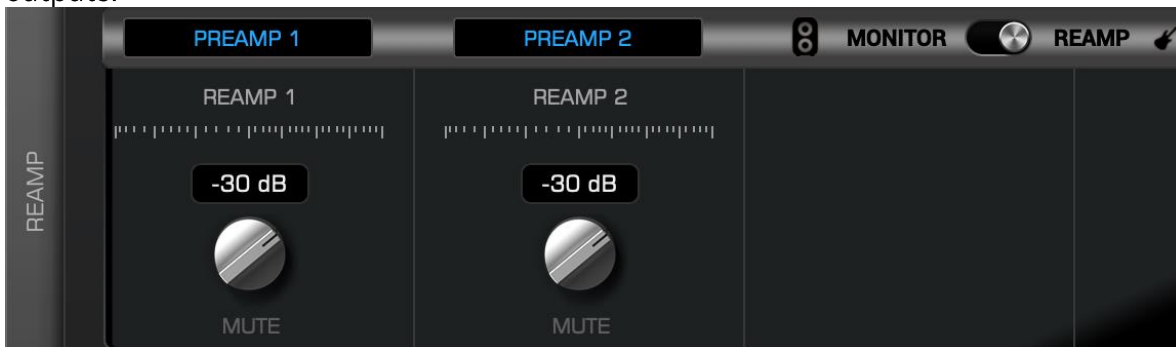 outputs.
PREAMP 1 PREAMP 2 MONITOR REAMP
REAMP 1 REAMP 2
-30 dB -30 dB
REAMP
MUTE MUTE